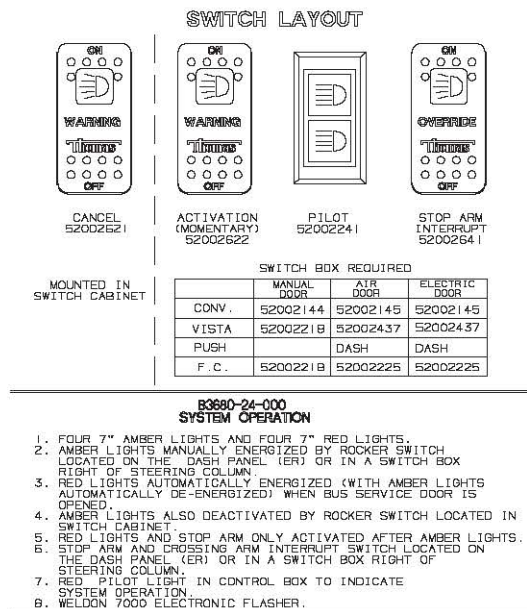 SWITCH LAYOUT
ON
WARNING
Thomas
OFF
ON
WARNING
Thomas
OFF
ON
OVERRIDE
Thomas
OFF
CANCEL
52002621
ACTIVATION
(MOMENTARY)
52002622
PILOT
52002241
STOP ARM
INTERRUPT
52002641
MOUNTED IN
SWITCH CABINET
SWITCH BOX REQUIRED
MANUAL DOOR AIR DOOR ELECTRIC DOOR
CONV. 52002144 52002145 52002145
VISTA 52002218 52002437 52002437
PUSH DASH DASH
F.C. 52002218 52002225 52002225
B3680-24-000
SYSTEM OPERATION
1. FOUR 7" AMBER LIGHTS AND FOUR 7" RED LIGHTS.
2. AMBER LIGHTS MANUALLY ENERGIZED BY ROCKER SWITCH
LOCATED ON THE DASH PANEL (ER) OR IN A SWITCH BOX
RIGHT OF STEERING COLUMN.
3. RED LIGHTS AUTOMATICALLY ENERGIZED (WITH AMBER LIGHTS
AUTOMATICALLY DE-ENERGIZED) WHEN BUS SERVICE DOOR IS
OPENED.
4. AMBER LIGHTS ALSO DEACTIVATED BY ROCKER SWITCH LOCATED IN
SWITCH CABINET.
5. RED LIGHTS AND STOP ARM ONLY ACTIVATED AFTER AMBER LIGHTS.
6. STOP ARM AND CROSSING ARM INTERRUPT SWITCH LOCATED ON
THE DASH PANEL (ER) OR IN A SWITCH BOX RIGHT OF
STEERING COLUMN.
7. RED PILOT LIGHT IN CONTROL BOX TO INDICATE
SYSTEM OPERATION.
8. WELDON 7000 ELECTRONIC FLASHER.